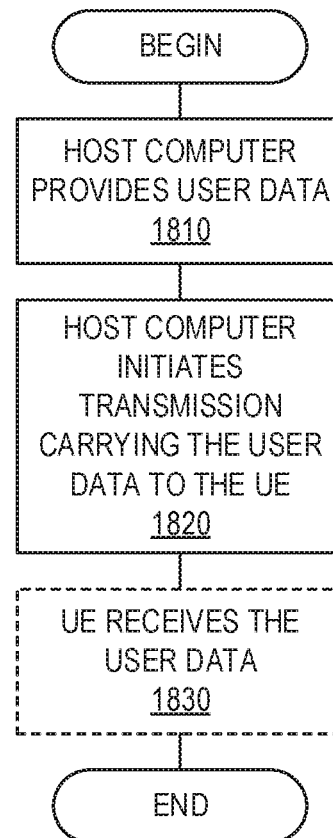 BEGIN
HOST COMPUTER
PROVIDES USER DATA
1810
HOST COMPUTER
INITIATES
TRANSMISSION
CARRYING THE USER
DATA TO THE UE
1820
UE RECEIVES THE
USER DATA
1830
END